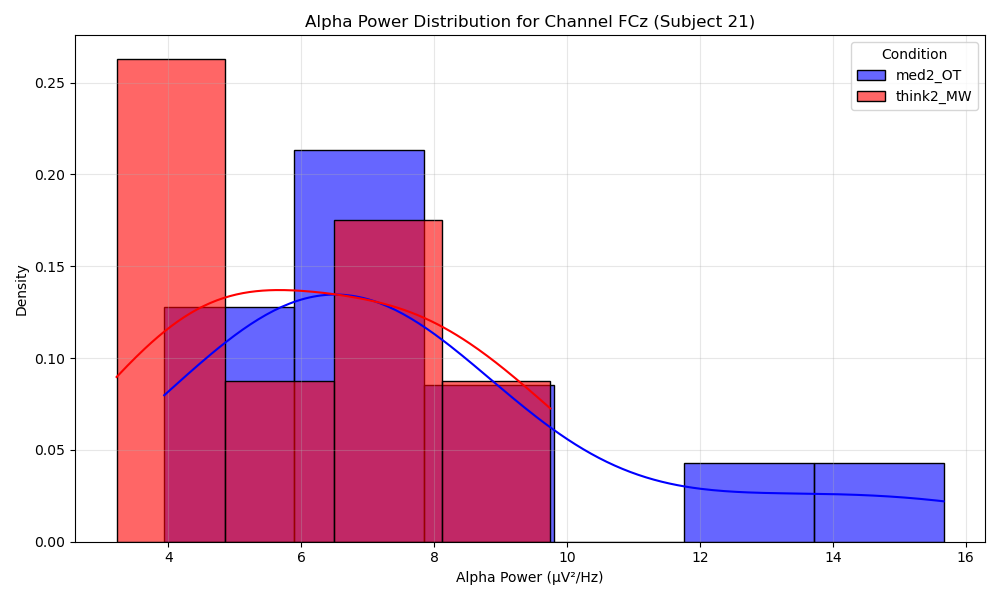 Alpha Power Distribution for Channel FCz (Subject 21)
Condition
med2_OT
think2_MW
Density
0.25
0.20
0.15
0.10
0.05
0.00
4 6 8 10 12 14 16
Alpha Power (µV²/Hz)